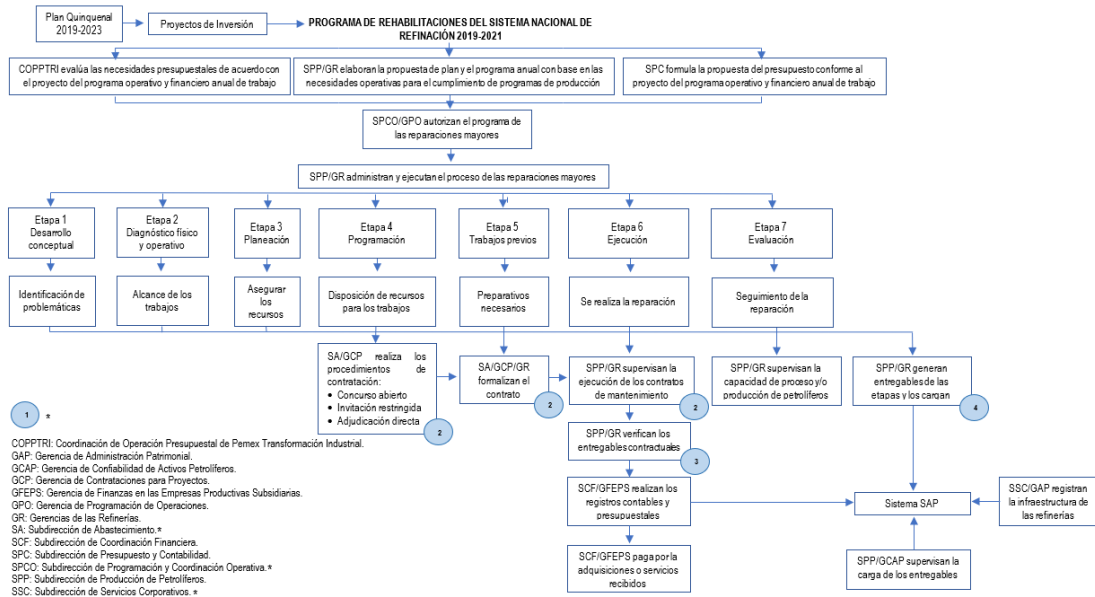 Plan Quinquenal
2019-2023
Proyectos de Inversión
PROGRAMA DE REHABILITACIONES DEL SISTEMA NACIONAL DE
REFINACIÓN 2019-2021
COPPTRI evalúa las necesidades presupuestales de acuerdo con
el proyecto del programa operativo y financiero anual de trabajo
SPP/GR elaboran la propuesta de plan y el programa anual con base en las
necesidades operativas para el cumplimiento de programas de producción
SPC formula la propuesta del presupuesto conforme al
proyecto del programa operativo y financiero anual de trabajo
SPCO/GPO autorizan el programa de
las reparaciones mayores
SPP/GR administran y ejecutan el proceso de las reparaciones mayores
Etapa 1
Desarrollo
conceptual
Etapa 2
Diagnóstico físico
y operativo
Etapa 3
Planeación
Etapa 4
Programación
Etapa 5
Trabajos previos
Etapa 6
Ejecución
Etapa 7
Evaluación
Identificación de
problemáticas
Alcance de los
trabajos
Asegurar
los
recursos
Disposición de recursos
para los trabajos
Preparativos
necesarios
Se realiza la reparación
Seguimiento de la
reparación
SA/GCP realiza los
procedimientos de
contratación:
• Concurso abierto
• Invitación restringida
• Adjudicación directa
2
SA/GCP/GR
formalizan el
contrato
2
SPP/GR supervisan la
ejecución de los contratos
de mantenimiento
2
SPP/GR supervisan la
capacidad de proceso y/o
producción de petrolíferos
SPP/GR generan
entregables de las
etapas y los cargan
4
SPP/GR verifican los
entregables contractuales
3
SCF/GFEPS realizan los
registros contables y
presupuestales
Sistema SAP
SSC/GAP registran
la infraestructura de
las refinerías
SCF/GFEPS paga por la
adquisiciones o servicios
recibidos
SPP/GCAP supervisan la
carga de los entregables
1 *
COPPTRI: Coordinación de Operación Presupuestal de Pemex Transformación Industrial.
GAP: Gerencia de Administración Patrimonial.
GCAP: Gerencia de Confiabilidad de Activos Petrolíferos.
GCP: Gerencia de Contrataciones para Proyectos.
GFEPS: Gerencia de Finanzas en las Empresas Productivas Subsidiarias.
GPO: Gerencia de Programación de Operaciones.
GR: Gerencias de las Refinerías.
SA: Subdirección de Abastecimiento.*
SCF: Subdirección de Coordinación Financiera.
SPC: Subdirección de Presupuesto y Contabilidad.
SPCO: Subdirección de Programación y Coordinación Operativa.*
SPP: Subdirección de Producción de Petrolíferos.
SSC: Subdirección de Servicios Corporativos. *